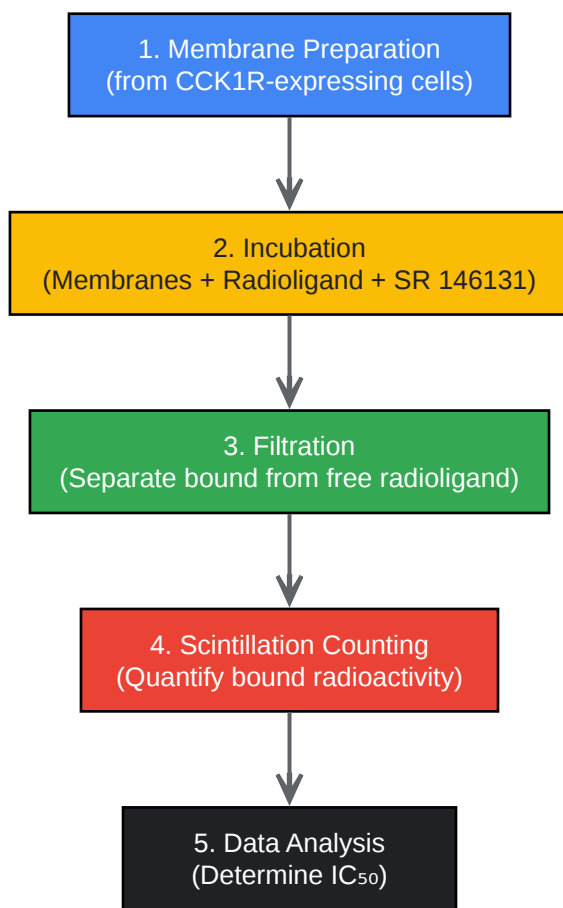 1. Membrane Preparation
(from CCK1R-expressing cells)
2. Incubation
(Membranes + Radioligand + SR 146131)
3. Filtration
(Separate bound from free radioligand)
4. Scintillation Counting
(Quantify bound radioactivity)
5. Data Analysis
(Determine IC₅₀)